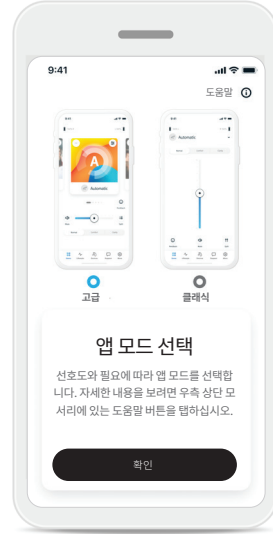 9:41
도움말
A
Automatic
Automatic
고급
클래식
앱 모드 선택
선호도와 필요에 따라 앱 모드를 선택합
니다. 자세한 내용을 보려면 우측 상단 모
서리에 있는 도움말 버튼을 탭하십시오.
확인